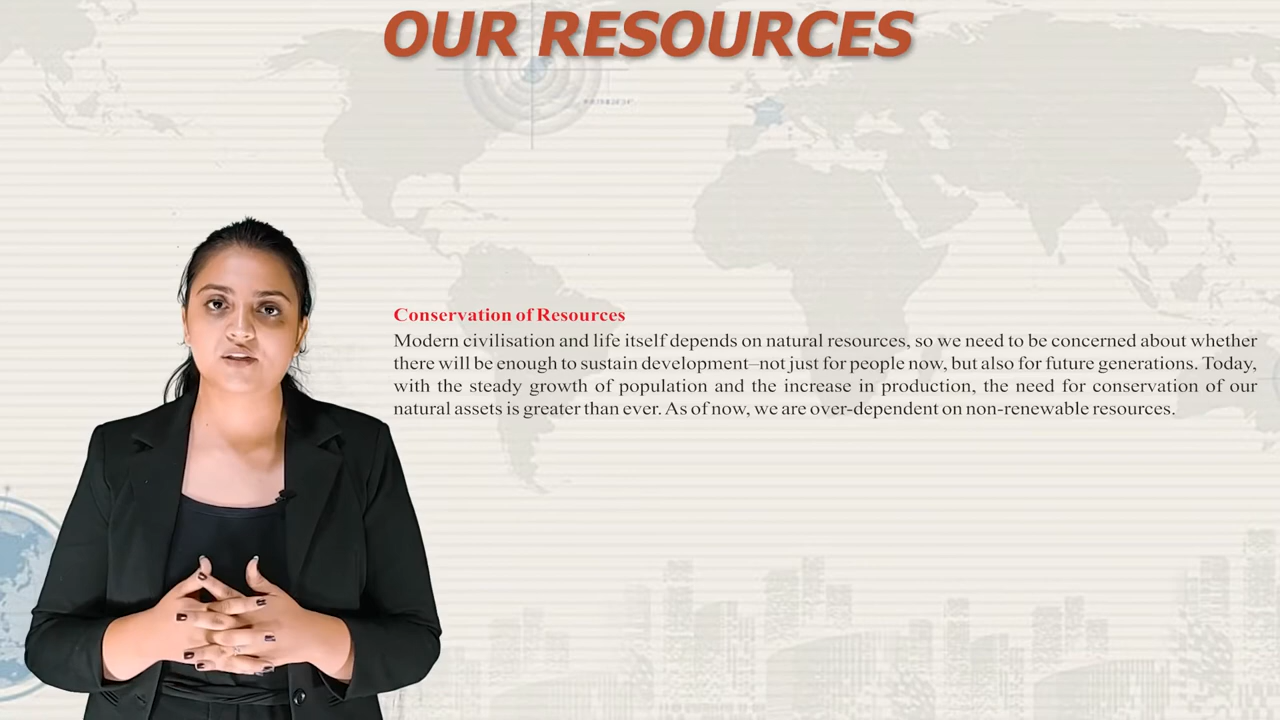 OUR RESOURCES
Conservation of Resources
Modern civilisation and life itself depends on natural resources, so we need to be concerned about whether
there will be enough to sustain development–not just for people now, but also for future generations. Today,
with the steady growth of population and the increase in production, the need for conservation of our
natural assets is greater than ever. As of now, we are over-dependent on non-renewable resources.